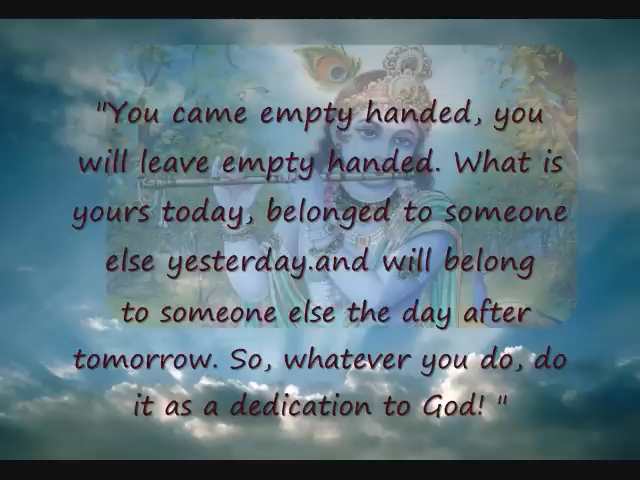 "You came empty handed, you
will leave empty handed. What is
yours today, belonged to someone
else yesterday.and will belong
to someone else the day after
tomorrow. So, whatever you do, do
it as a dedication to God! "